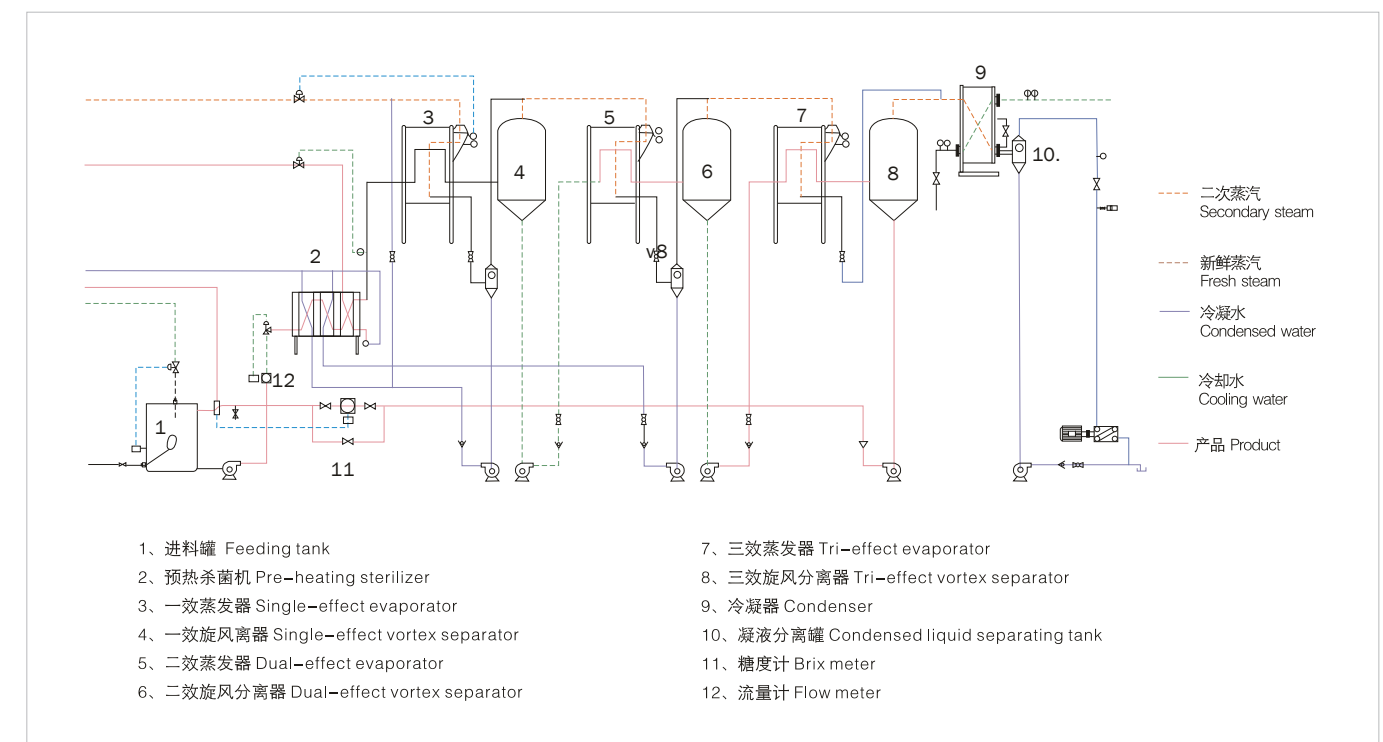 9
3
5
7
10.
4
6
8
二次蒸汽
Secondary steam
v8
2
新鲜蒸汽
Fresh steam
冷凝水
Condensed water
12
冷却水
Cooling water
1
产品 Product
11
1、进料罐 Feeding tank
2、预热杀菌机 Pre-heating sterilizer
3、一效蒸发器 Single-effect evaporator
4、一效旋风离器 Single-effect vortex separator
5、二效蒸发器 Dual-effect evaporator
6、二效旋风分离器 Dual-effect vortex separator
7、三效蒸发器 Tri-effect evaporator
8、三效旋风分离器 Tri-effect vortex separator
9、冷凝器 Condenser
10、凝液分离罐 Condensed liquid separating tank
11、糖度计 Brix meter
12、流量计 Flow meter